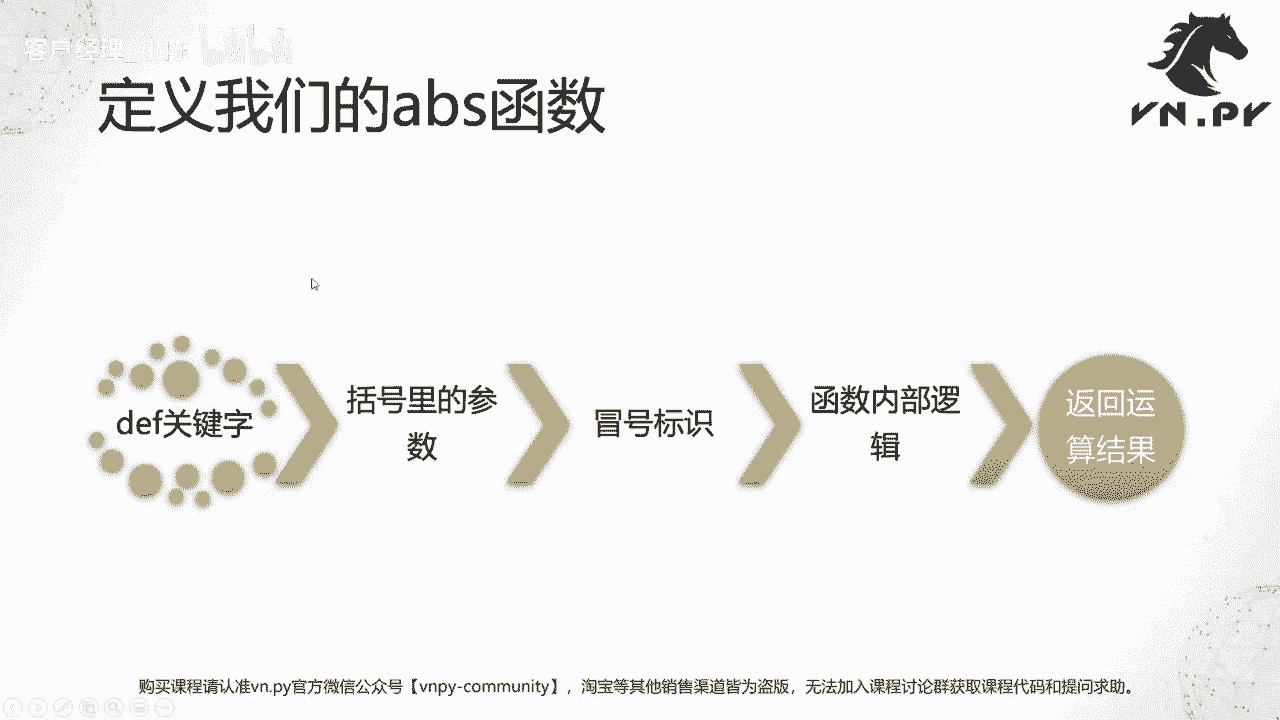 客户经理_小币 bilibili
定义我们的abs函数
VN.PY
def关键字
括号里的参
数
冒号标识
函数内部逻
辑
返回运
算结果
购买课程请认准vn.py官方微信公众号【vnpy-community】，淘宝等其他销售渠道皆为盗版，无法加入课程讨论群获取课程代码和提问求助。